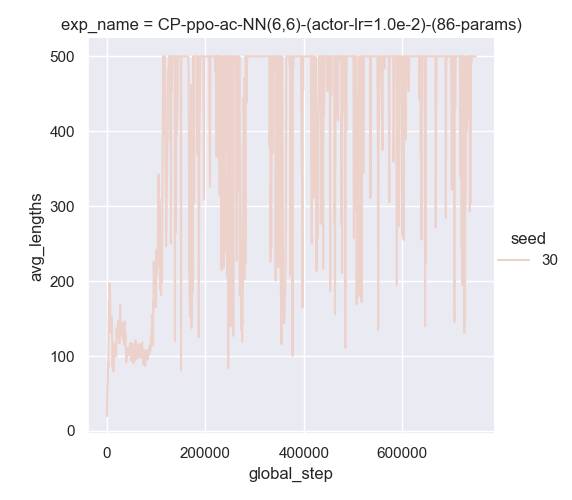 exp_name = CP-ppo-ac-NN(6,6)-(actor-lr=1.0e-2)-(86-params)
500
400
300
200
100
0
avg_lengths
0 200000 400000 600000
global_step
seed
30